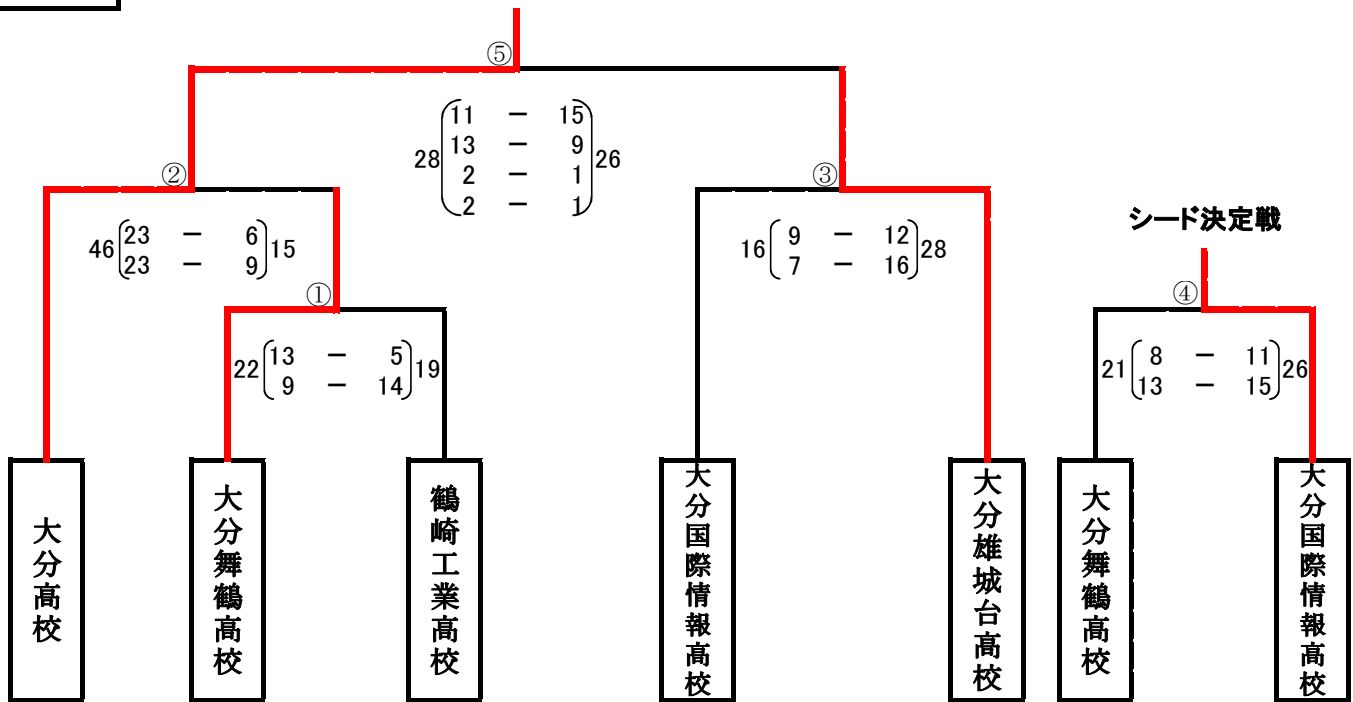 ⑤
11 － 15
28 13 － 9 26
2 － 1
2 － 1
②
③
シード決定戦
46 23 － 6 15
23 － 9
16 9 － 12 28
7 － 16
①
④
22 13 － 5 19
9 － 14
21 8 － 11 26
13 － 15
大分高校
大分舞鶴高校
鶴崎工業高校
大分国際情報高校
大分雄城台高校
大分舞鶴高校
大分国際情報高校